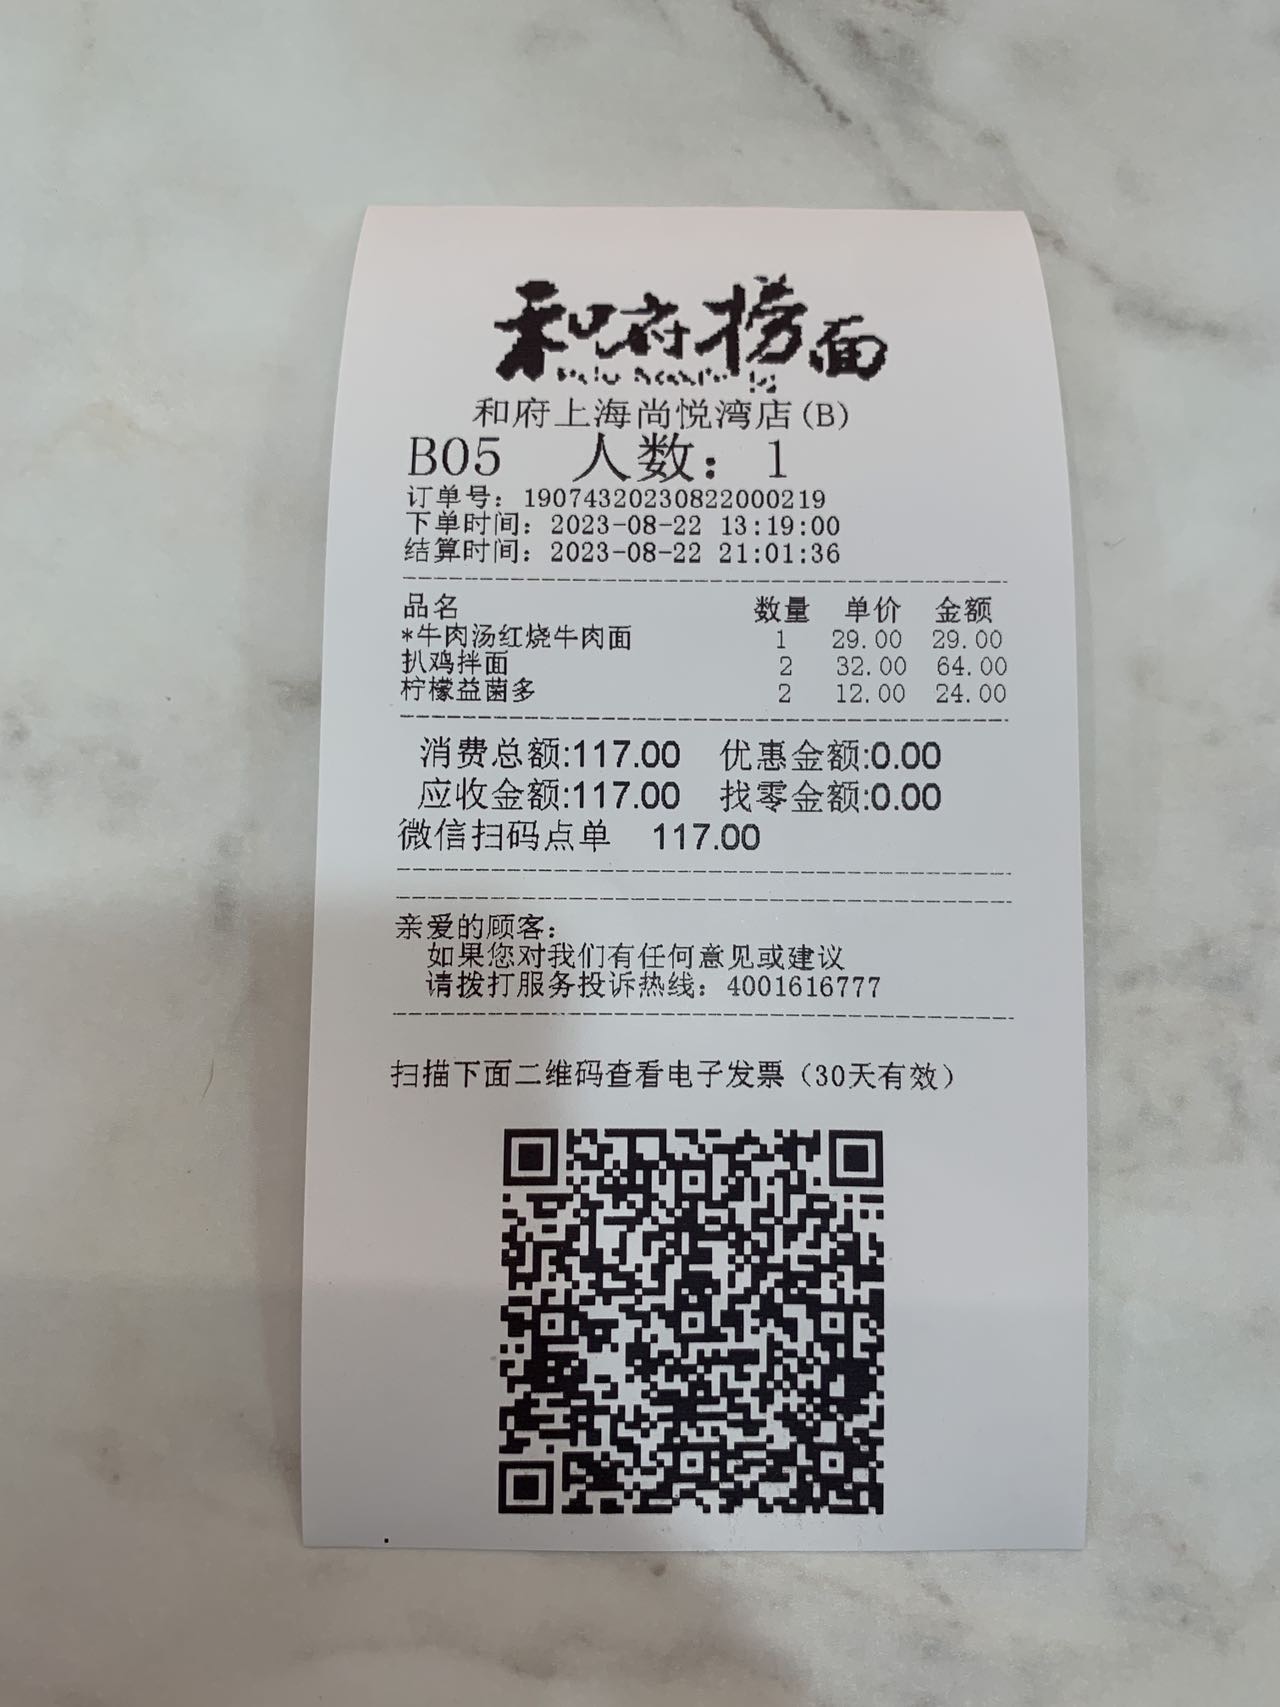 和府捞面
和府上海尚悦湾店(B)
B05 人数：1
订单号：19074320230822000219
下单时间：2023-08-22 13:19:00
结算时间：2023-08-22 21:01:36
品名 数量 单价 金额
*牛肉汤红烧牛肉面 1 29.00 29.00
扒鸡拌面 2 32.00 64.00
柠檬益菌多 2 12.00 24.00
消费总额:117.00 优惠金额:0.00
应收金额:117.00 找零金额:0.00
微信扫码点单 117.00
亲爱的顾客：
如果您对我们有任何意见或建议
请拨打服务投诉热线：4001616777
扫描下面二维码查看电子发票（30天有效）